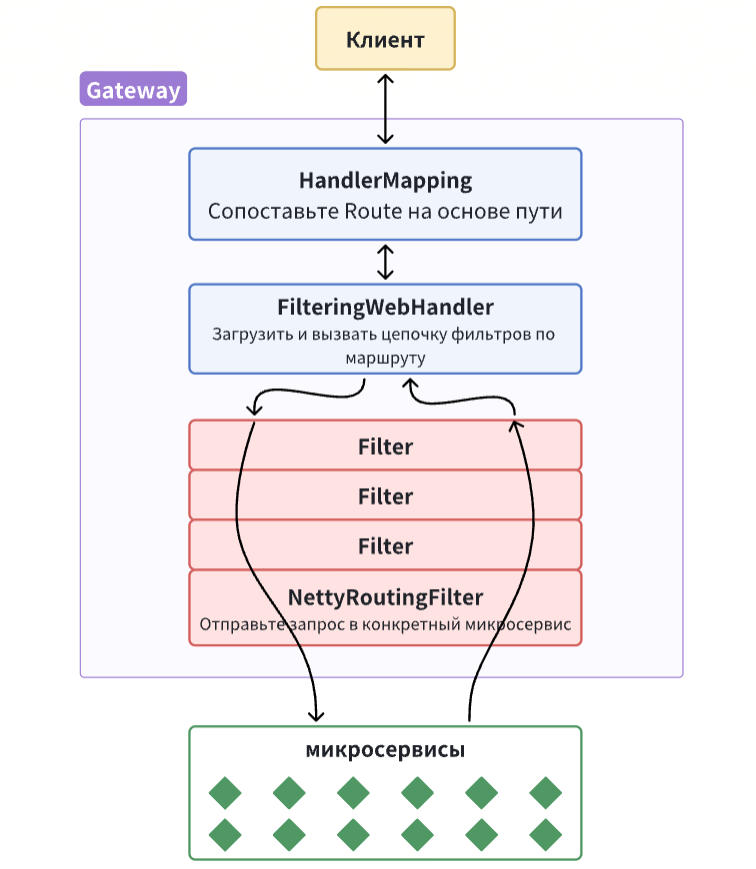 Клиент
Gateway
HandlerMapping
Сопоставьте Route на основе пути
FilteringWebHandler
Загрузить и вызвать цепочку фильтров по
маршруту
Filter
Filter
Filter
NettyRoutingFilter
Отправьте запрос в конкретный микросервис
микросервисы